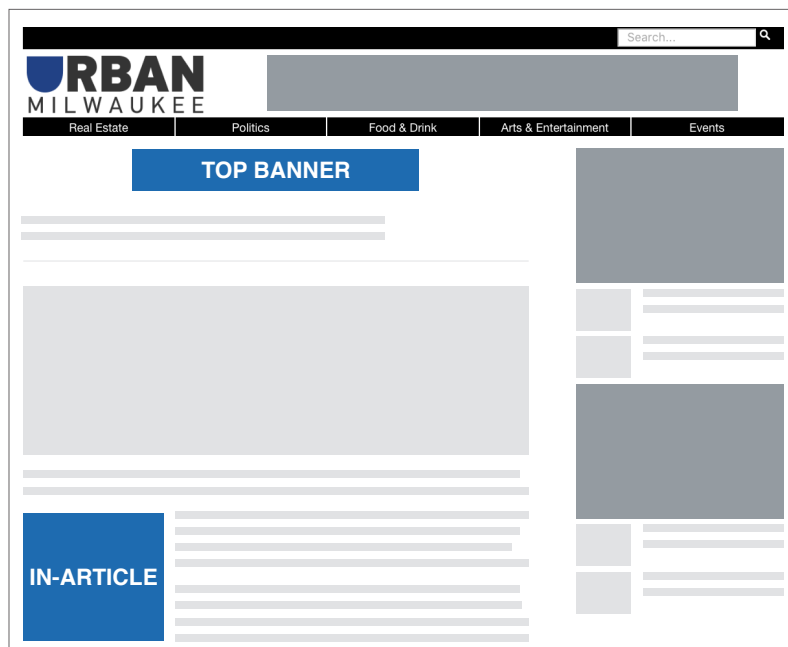 Search...
URBAN
MILWAUKEE
Real Estate
Politics
Food & Drink
Arts & Entertainment
Events
TOP BANNER
IN-ARTICLE